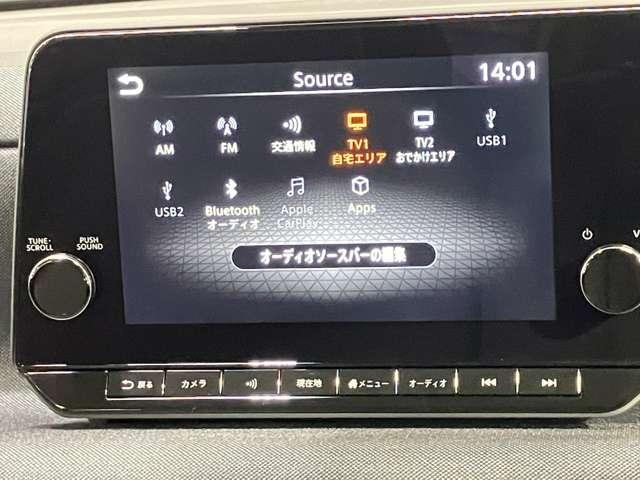 Source
14:01
AM
FM
交通情報
TV1
自宅エリア
TV2
おでかけエリア
USB1
USB2
Bluetooth
オーディオ
Apple
CarPlay
Apps
オーディオソースバーの編集
TUNE・
SCROLL
PUSH
SOUND
V
戻る
カメラ
現在地
メニュー
オーディオ